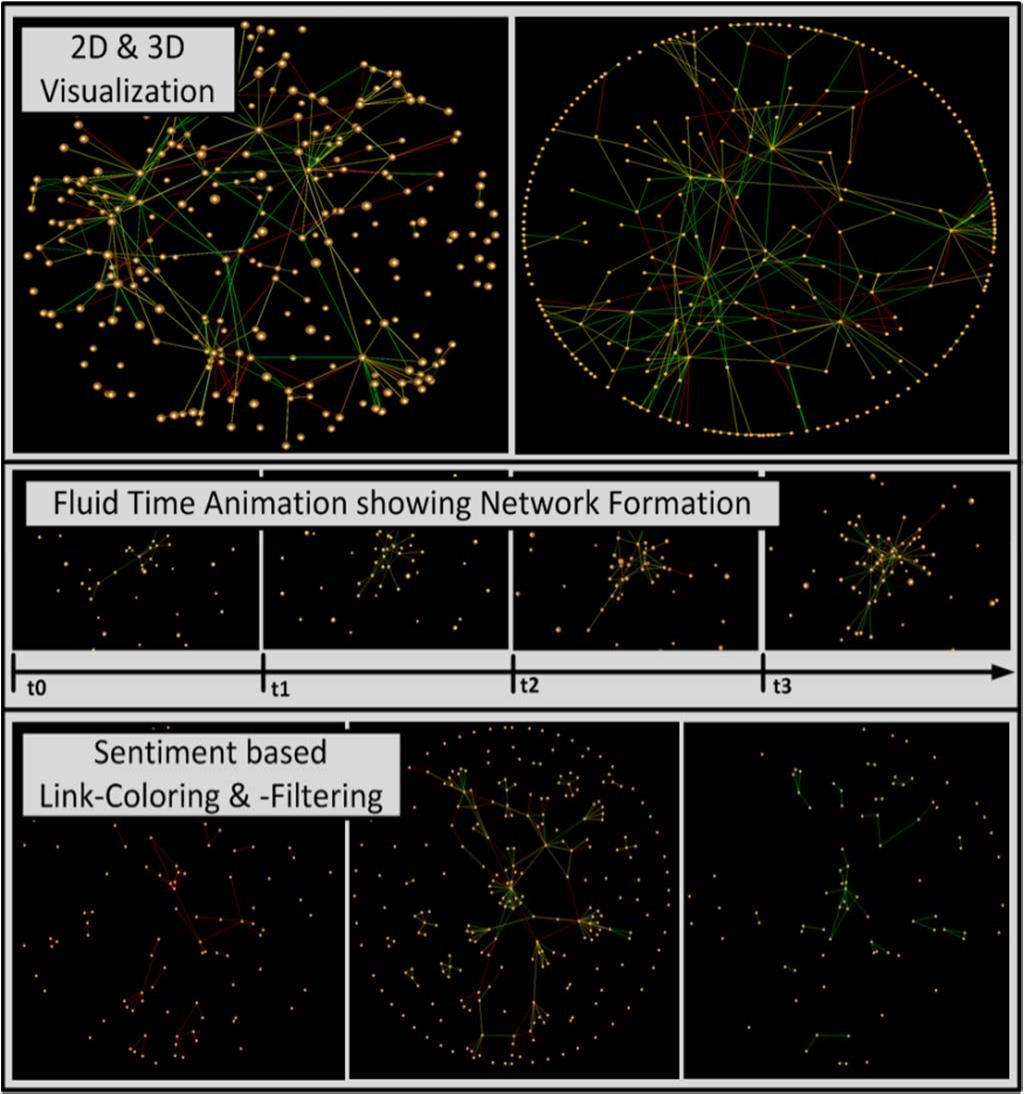 2D & 3D
Visualization
Fluid Time Animation showing Network Formation
t0
t1
t2
t3
Sentiment based
Link-Coloring & -Filtering